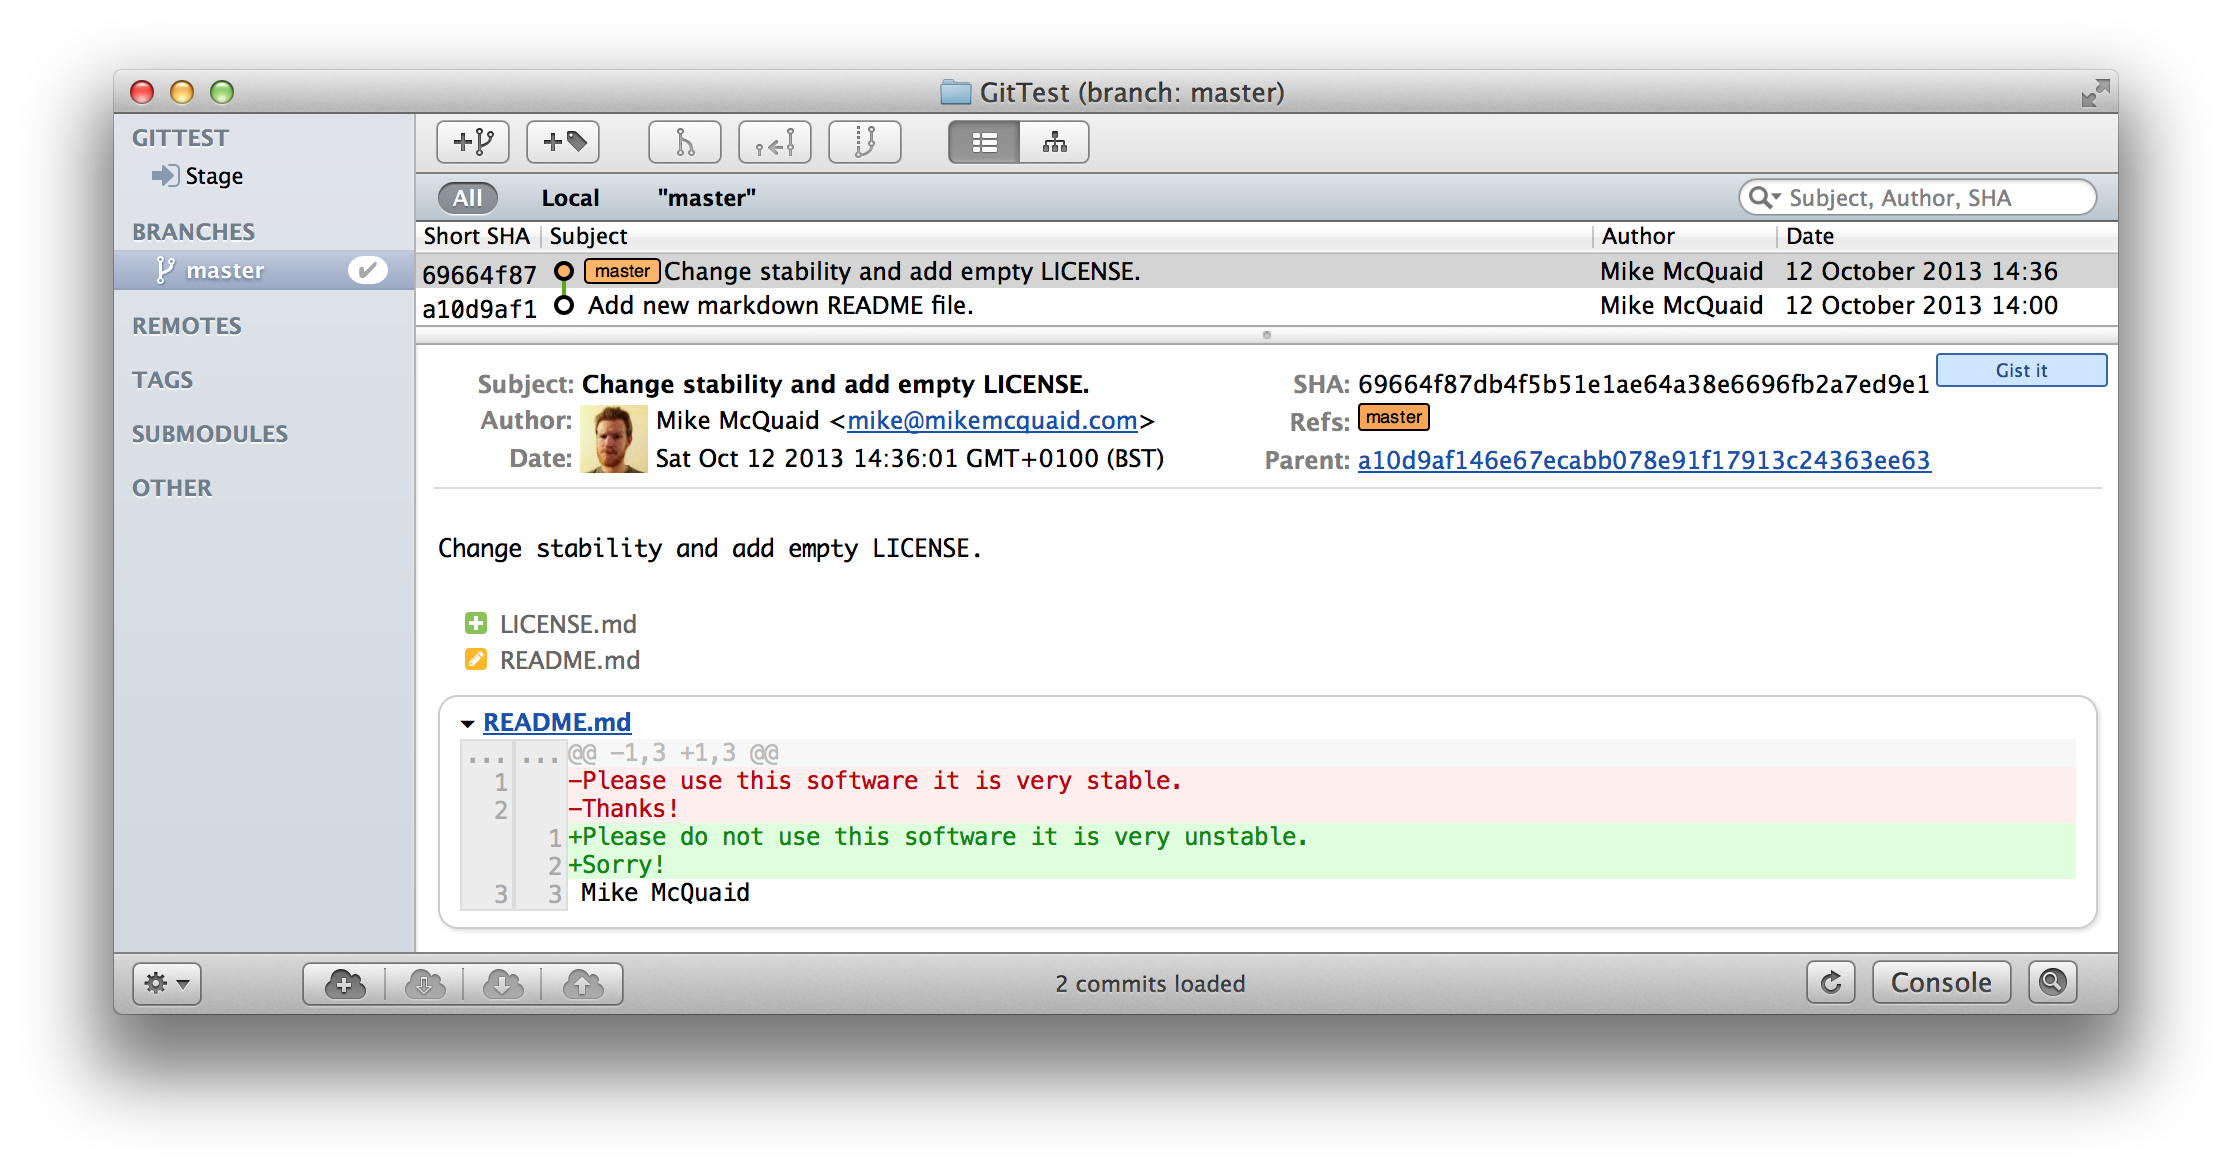 GitTest (branch: master)
GITTEST
Stage
BRANCHES
master
REMOTES
TAGS
SUBMODULES
OTHER
All Local "master" Subject, Author, SHA
Short SHA Subject Author Date
69664f87 master Change stability and add empty LICENSE. Mike McQuaid 12 October 2013 14:36
a10d9af1 Add new markdown README file. Mike McQuaid 12 October 2013 14:00
Subject: Change stability and add empty LICENSE.
Author: Mike McQuaid <mike@mikemcquaid.com>
Date: Sat Oct 12 2013 14:36:01 GMT+0100 (BST)
SHA: 69664f87db4f5b51e1ae64a38e6696fb2a7ed9e1
Refs: master
Parent: a10d9af146e67ecabb078e91f17913c24363ee63
Gist it
Change stability and add empty LICENSE.
LICENSE.md
README.md
README.md
... ... @@ -1,3 +1,3 @@
1 -Please use this software it is very stable.
2 -Thanks!
1 +Please do not use this software it is very unstable.
2 +Sorry!
3 3 Mike McQuaid
2 commits loaded
Console